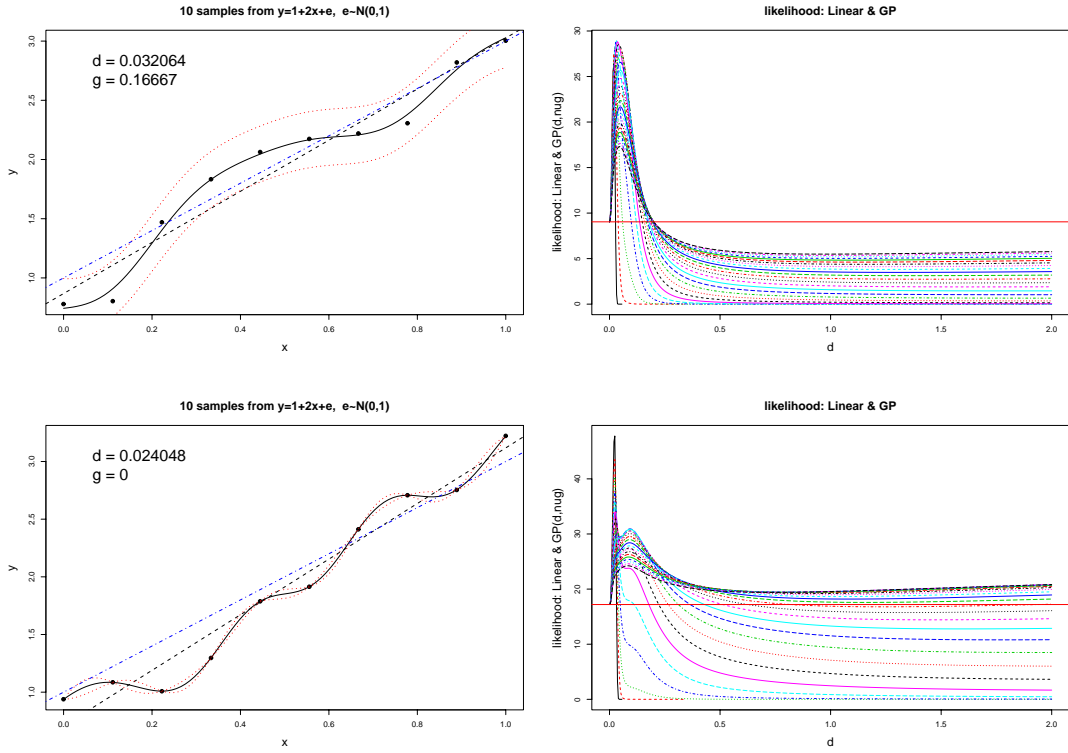 10 samples from y=1+2x+e, e~N(0,1)
d = 0.032064
g = 0.16667
y
1.0
1.5
2.0
2.5
3.0
0.0
0.2
0.4
0.6
0.8
1.0
x
likelihood: Linear & GP
likelihood: Linear & GP(d,nug)
0
5
10
15
20
25
30
0.0
0.5
1.0
1.5
2.0
d
10 samples from y=1+2x+e, e~N(0,1)
d = 0.024048
g = 0
y
1.0
1.5
2.0
2.5
3.0
0.0
0.2
0.4
0.6
0.8
1.0
x
likelihood: Linear & GP
likelihood: Linear & GP(d,nug)
0
10
20
30
40
0.0
0.5
1.0
1.5
2.0
d